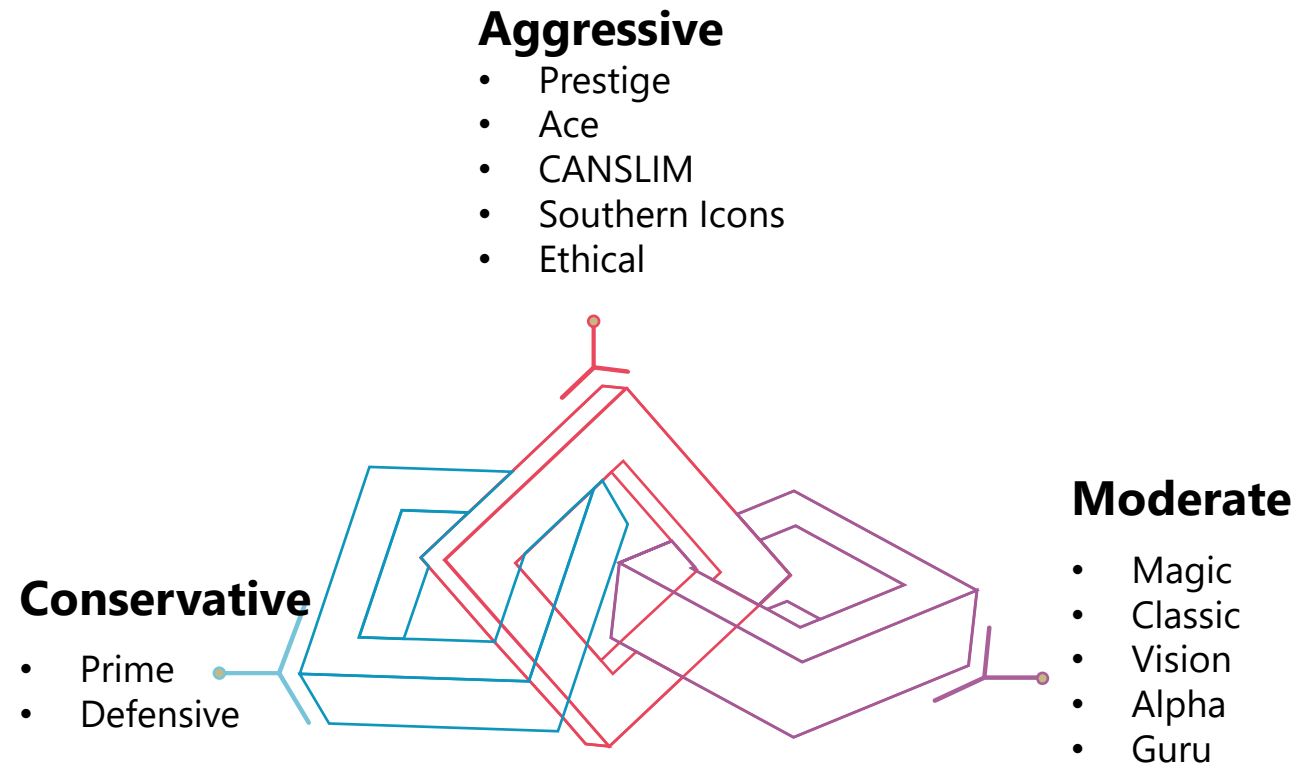 Aggressive
• Prestige
• Ace
• CANSLIM
• Southern Icons
• Ethical
Conservative
• Prime
• Defensive
Moderate
• Magic
• Classic
• Vision
• Alpha
• Guru